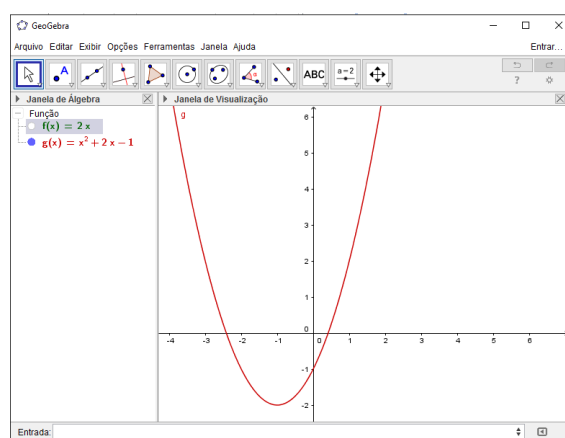 GeoGebra
Arquivo Editar Exibir Opções Ferramentas Janela Ajuda
Entrar...
ABC
a = 2
?
Janela de Álgebra
Janela de Visualização
Função
f(x) = 2 x
g(x) = x² + 2 x − 1
g
6
5
4
3
2
1
0
-4 -3 -2 -1 0 1 2 3 4 5 6
-1
-2
Entrada: